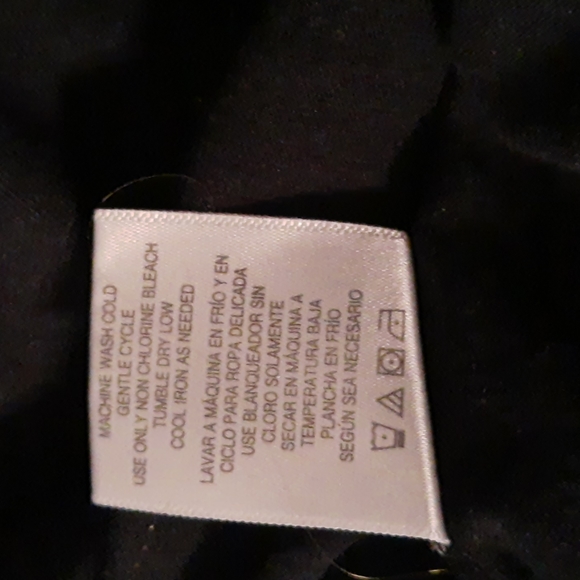 MACHINE WASH COLD
GENTLE CYCLE
USE ONLY NON CHLORINE BLEACH
TUMBLE DRY LOW
COOL IRON AS NEEDED
LAVAR A MÁQUINA EN FRÍO Y EN
CICLO PARA ROPA DELICADA
USE BLANQUEADOR SIN
CLORO SOLAMENTE
SECAR EN MÁQUINA A
TEMPERATURA BAJA
PLANCHA EN FRÍO
SEGÚN SEA NECESARIO